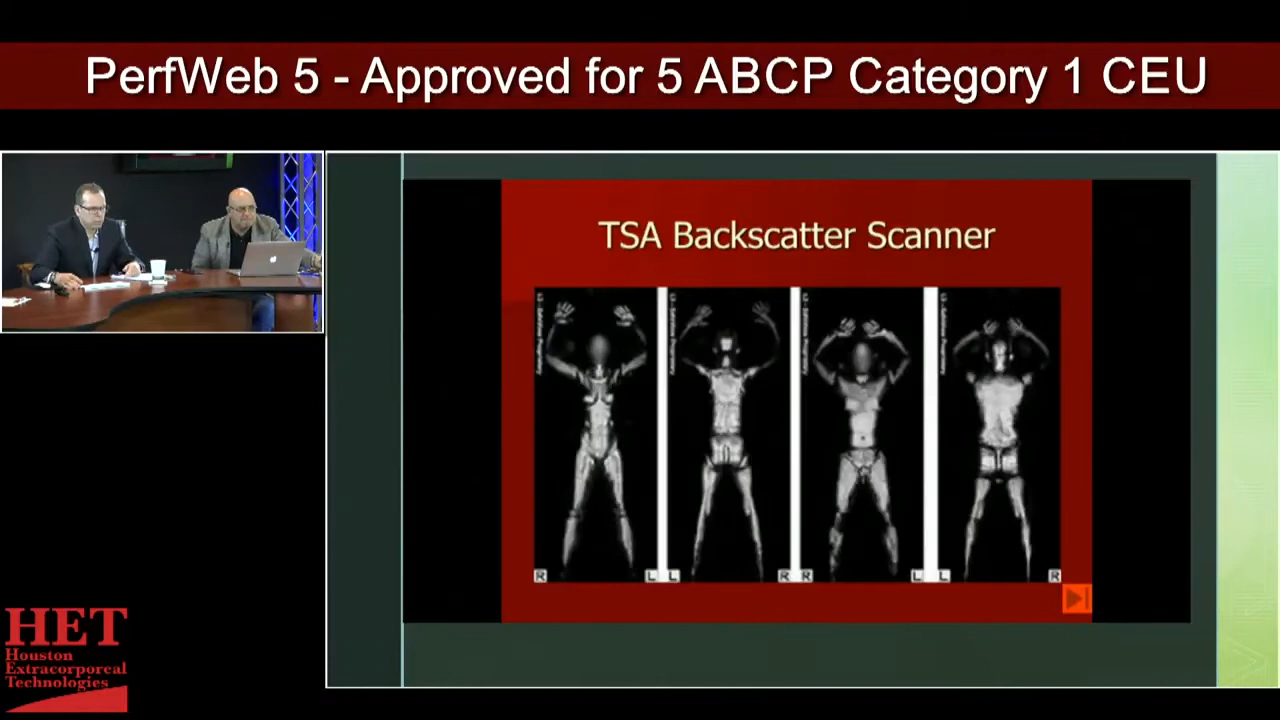 PerfWeb 5 - Approved for 5 ABCP Category 1 CEU
TSA Backscatter Scanner
R
L
L
R
R
L
L
R
HET
Houston
Extracorporeal
Technologies